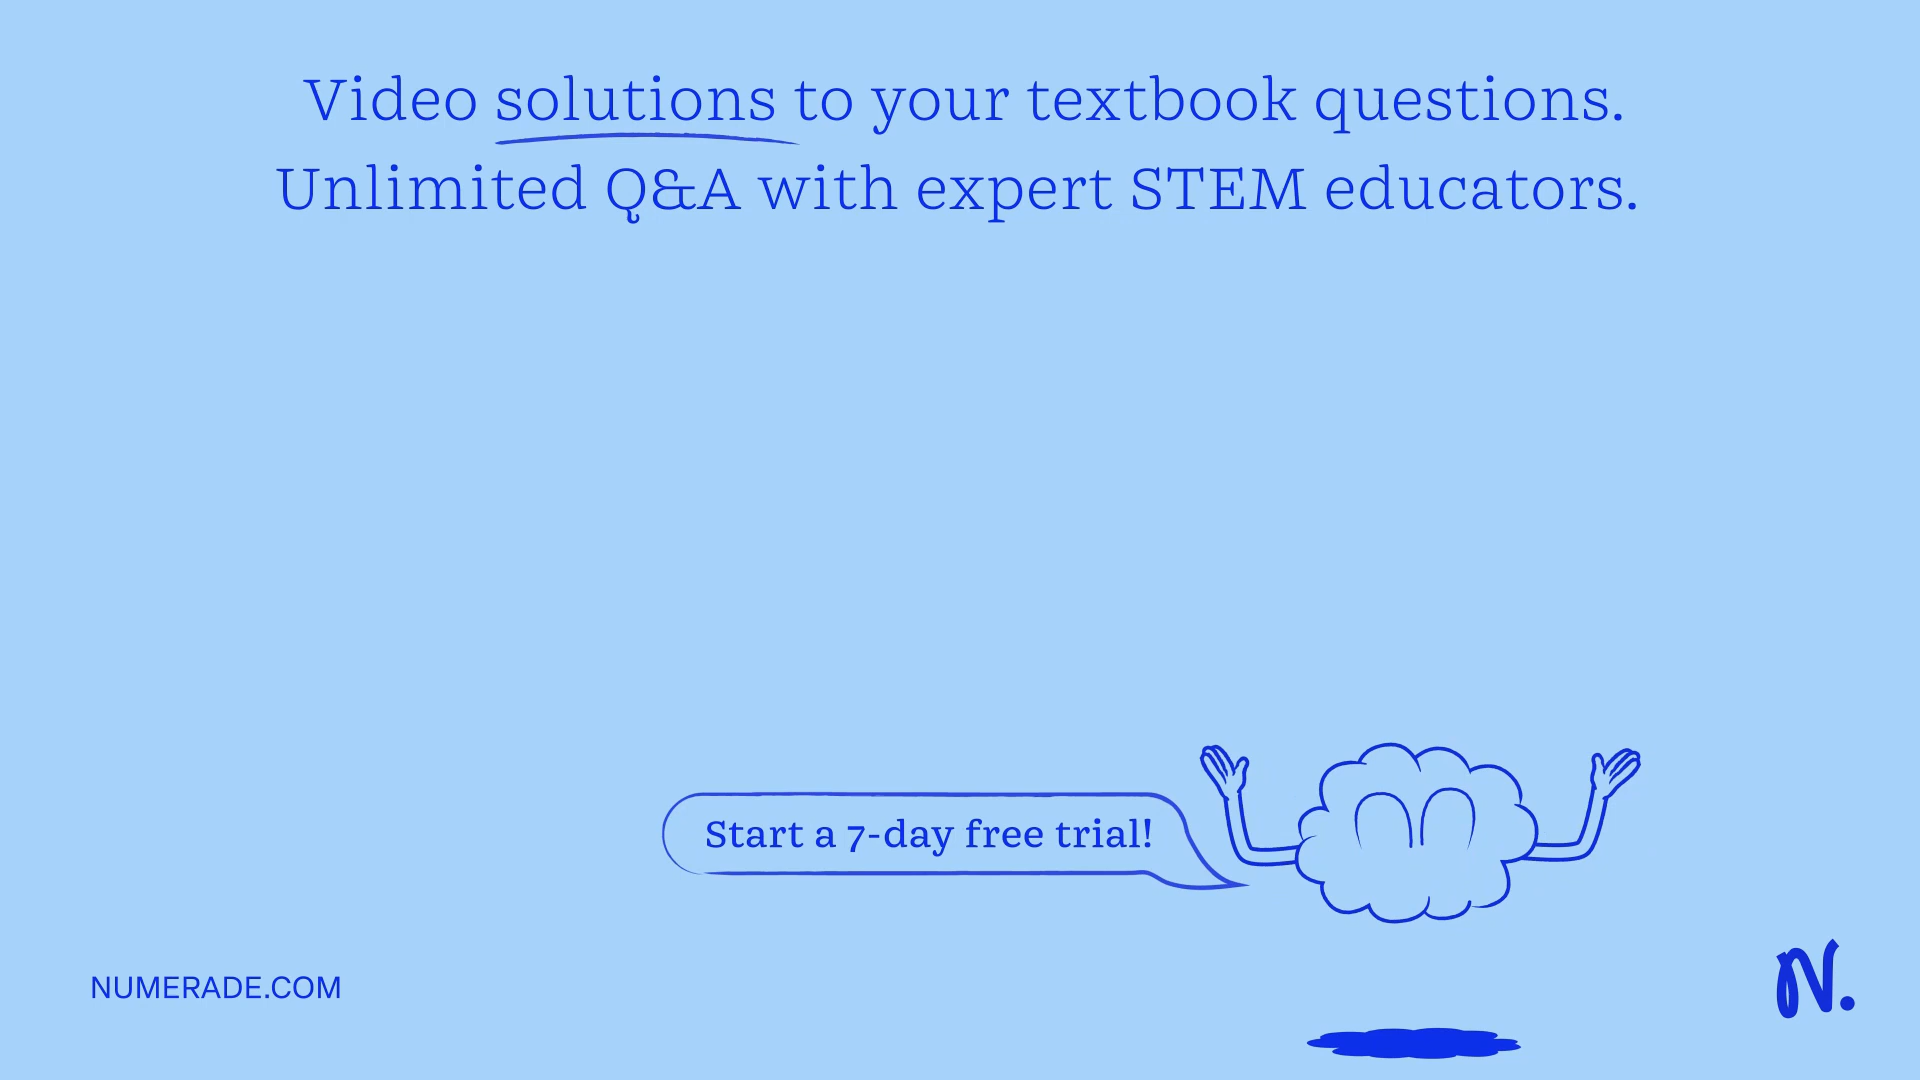 Video solutions to your textbook questions.
Unlimited Q&A with expert STEM educators.
Start a 7-day free trial!
NUMERADE.COM
N.